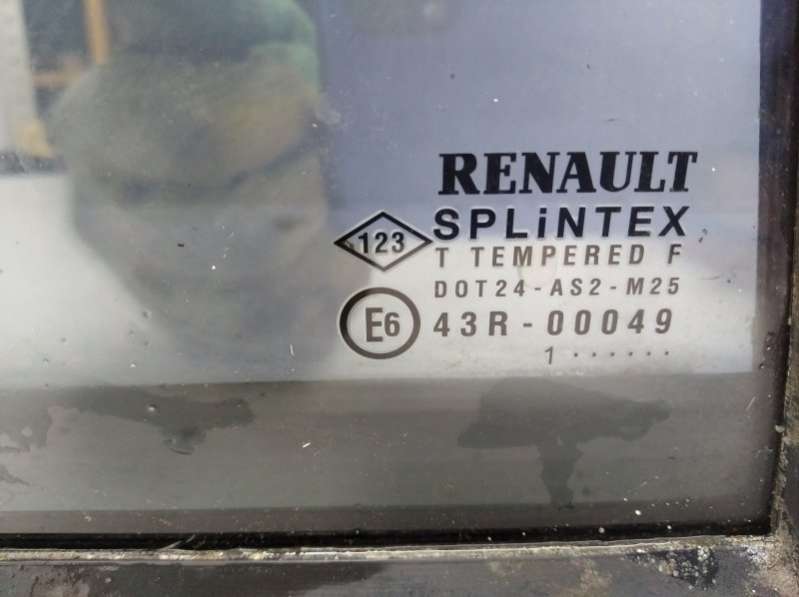 RENAULT
SPLiNTEX
123
T TEMPERED F
DOT24-AS2-M25
E6
43R-00049
1 · · · · · ·